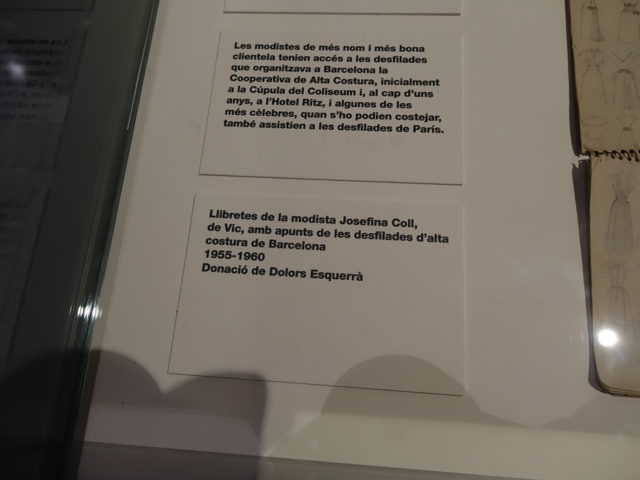 Les modistes de més nom i més bona
clientela tenien accés a les desfilades
que organitzava a Barcelona la
Cooperativa de Alta Costura, inicialment
a la Cúpula del Coliseum i, al cap d'uns
anys, a l'Hotel Ritz, i algunes de les
més cèlebres, quan s'ho podien costejar,
també assistien a les desfilades de París.
Llibretes de la modista Josefina Coll,
de Vic, amb apunts de les desfilades d'alta
costura de Barcelona
1955-1960
Donació de Dolors Esquerrà